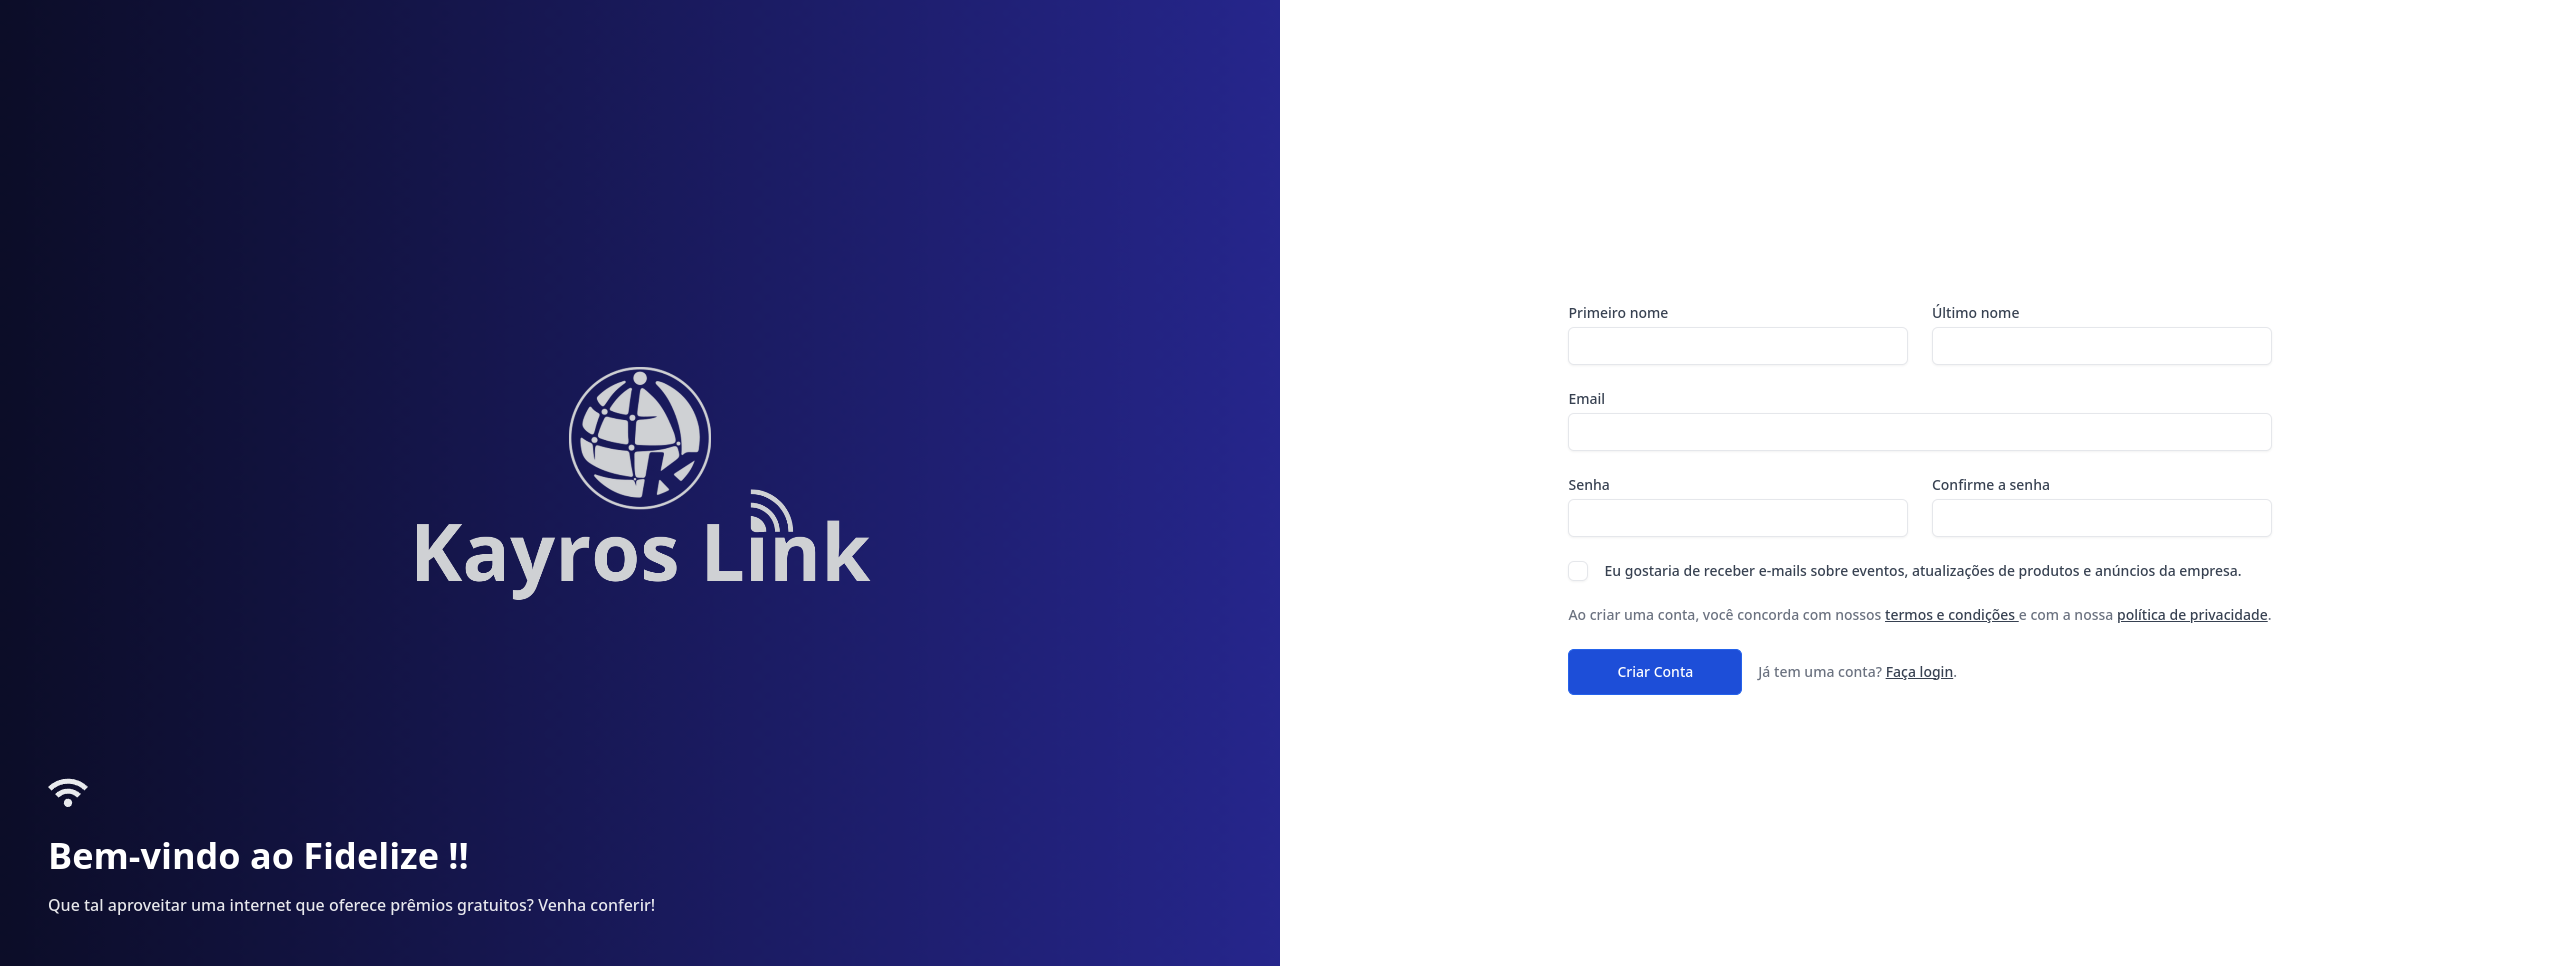 Kayros Link
Bem-vindo ao Fidelize !!
Que tal aproveitar uma internet que oferece prêmios gratuitos? Venha conferir!
Primeiro nome
Último nome
Email
Senha
Confirme a senha
Eu gostaria de receber e-mails sobre eventos, atualizações de produtos e anúncios da empresa.
Ao criar uma conta, você concorda com nossos termos e condições e com a nossa política de privacidade.
Criar Conta
Já tem uma conta? Faça login.